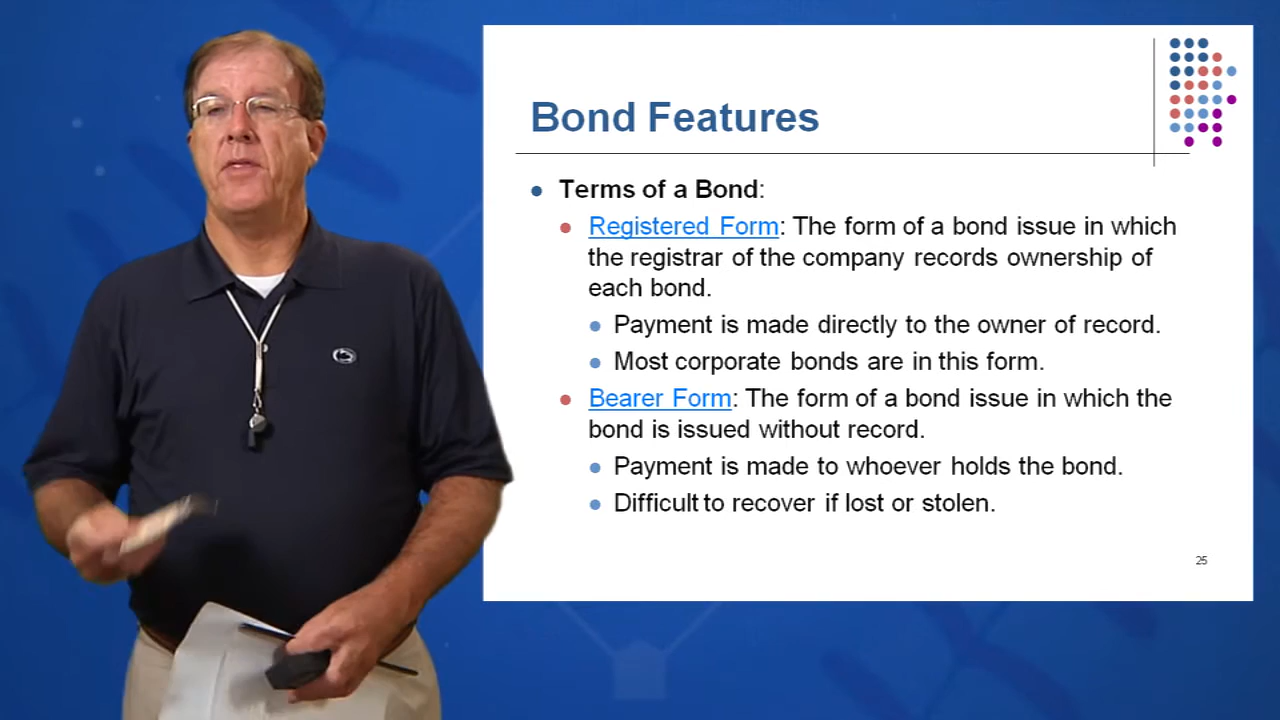 Bond Features
Terms of a Bond:
Registered Form: The form of a bond issue in which
the registrar of the company records ownership of
each bond.
Payment is made directly to the owner of record.
Most corporate bonds are in this form.
Bearer Form: The form of a bond issue in which the
bond is issued without record.
Payment is made to whoever holds the bond.
Difficult to recover if lost or stolen.
25